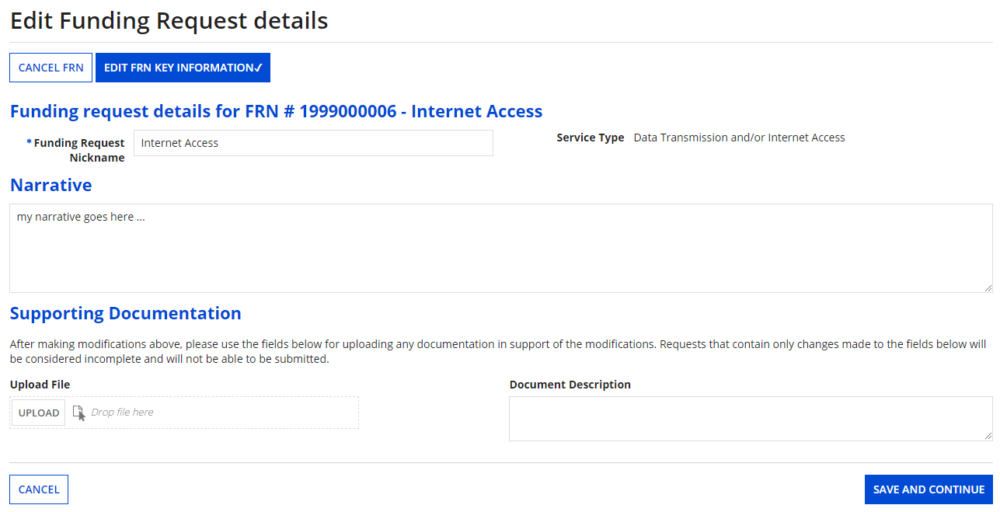 Edit Funding Request details
CANCEL FRN
EDIT FRN KEY INFORMATION✓
Funding request details for FRN # 1999000006 - Internet Access
* Funding Request
Nickname
Internet Access
Service Type Data Transmission and/or Internet Access
Narrative
my narrative goes here ...
Supporting Documentation
After making modifications above, please use the fields below for uploading any documentation in support of the modifications. Requests that contain only changes made to the fields below will
be considered incomplete and will not be able to be submitted.
Upload File
UPLOAD Drop file here
Document Description
CANCEL
SAVE AND CONTINUE